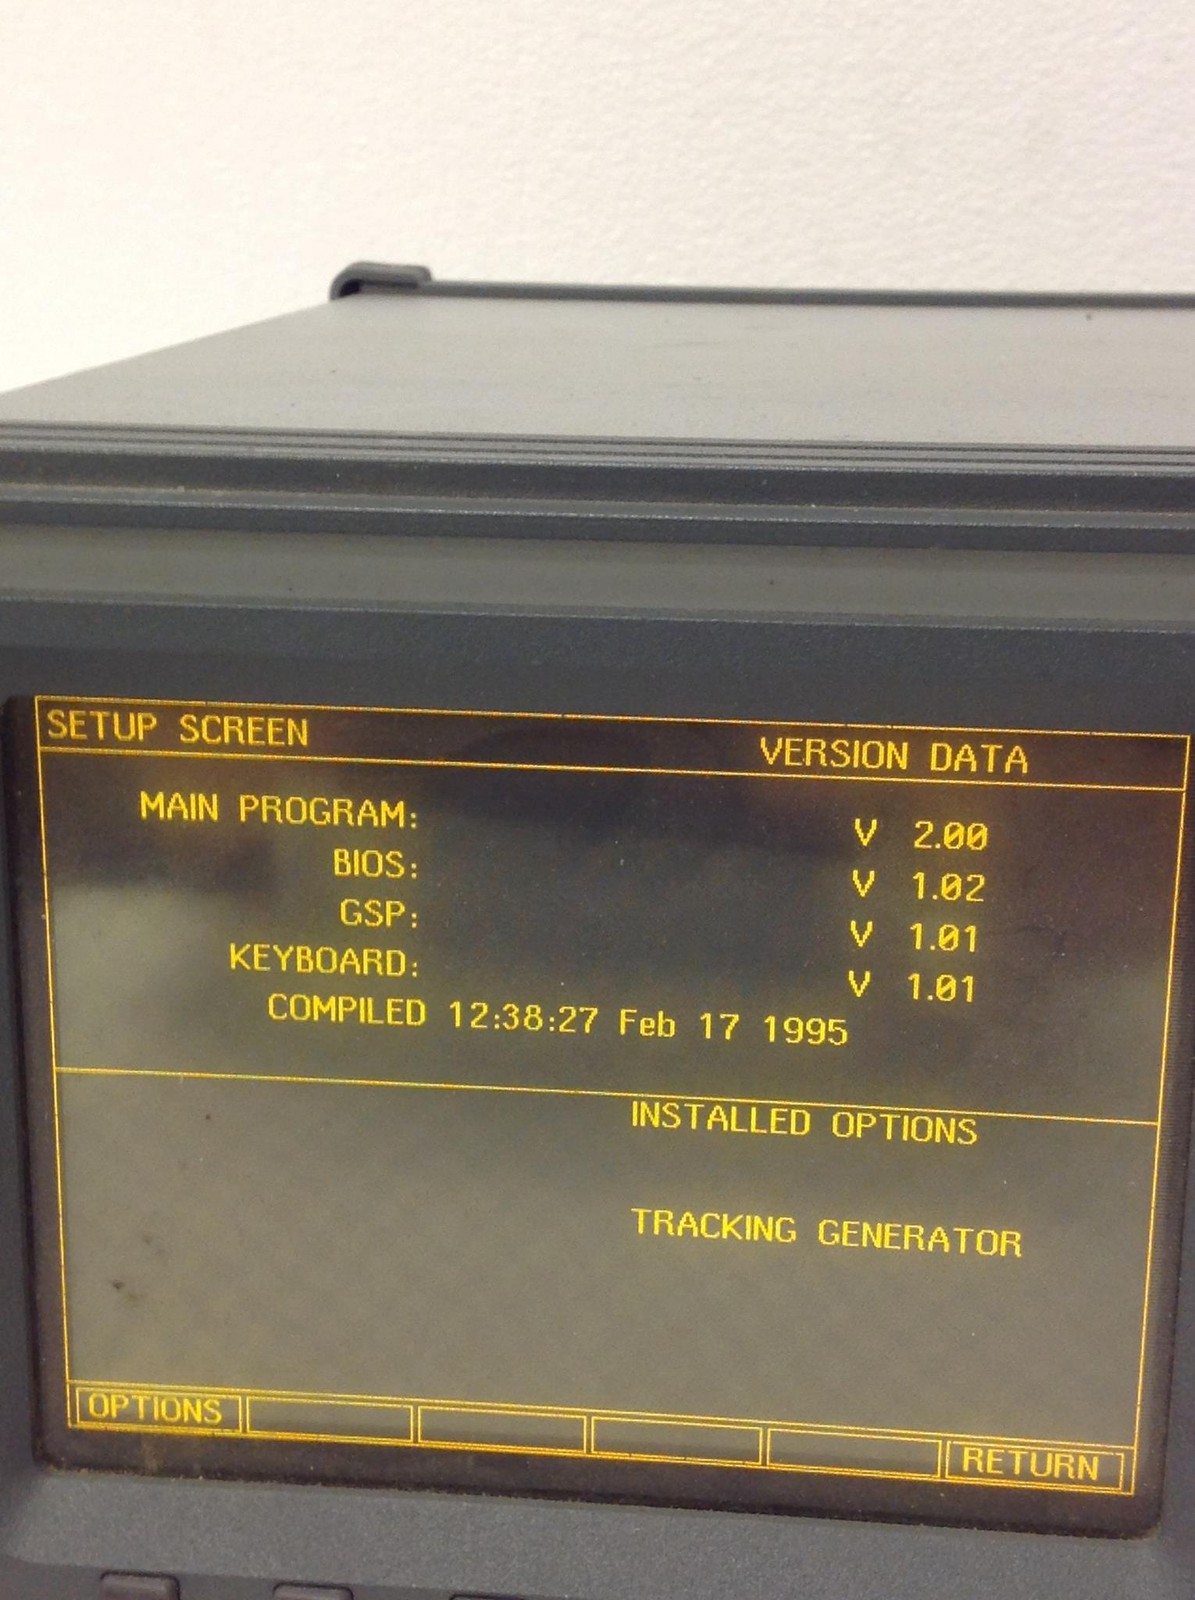 SETUP SCREEN VERSION DATA
MAIN PROGRAM: V 2.00
BIOS: V 1.02
GSP: V 1.01
KEYBOARD: V 1.01
COMPILED 12:38:27 Feb 17 1995
INSTALLED OPTIONS
TRACKING GENERATOR
OPTIONS RETURN